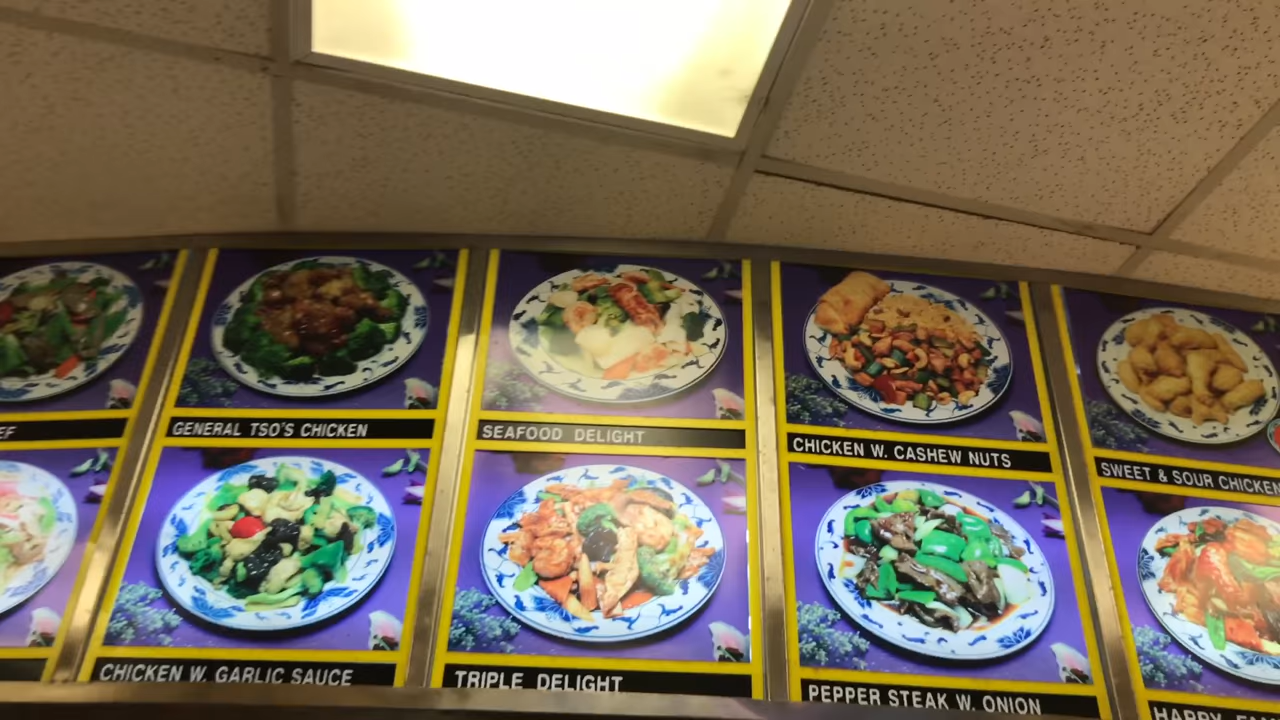 GENERAL TSO'S CHICKEN
SEAFOOD DELIGHT
CHICKEN W. CASHEW NUTS
SWEET & SOUR CHICKEN
CHICKEN W. GARLIC SAUCE
TRIPLE DELIGHT
PEPPER STEAK W. ONION
HAPPY